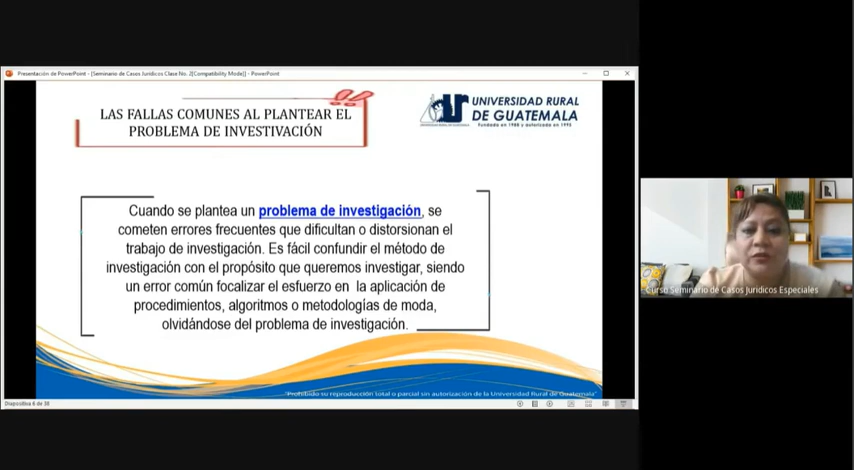 Presentación de PowerPoint - [Seminario de Casos Jurídicos Clase No. 2[Compatibility Mode]] - PowerPoint
LAS FALLAS COMUNES AL PLANTEAR EL
PROBLEMA DE INVESTIVACIÓN
UNIVERSIDAD RURAL
DE GUATEMALA
Fundada en 1988 y autorizada en 1995
Cuando se plantea un problema de investigación, se
cometen errores frecuentes que dificultan o distorsionan el
trabajo de investigación. Es fácil confundir el método de
investigación con el propósito que queremos investigar, siendo
un error común focalizar el esfuerzo en la aplicación de
procedimientos, algoritmos o metodologías de moda,
olvidándose del problema de investigación.
"Prohibido su reproducción total o parcial sin autorización de la Universidad Rural de Guatemala"
Diapositiva 6 de 38
Curso Seminario de Casos Jurídicos Especiales